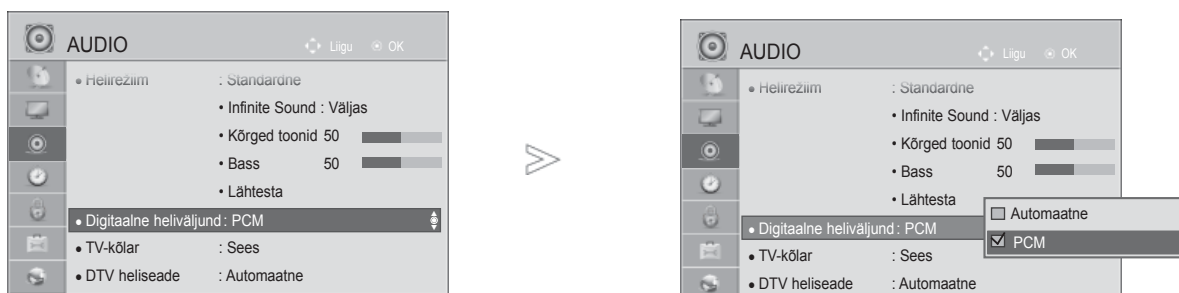 AUDIO
Liigu OK
• Helirežiim : Standardne
• Infinite Sound : Väljas
• Kõrged toonid 50
• Bass 50
• Lähtesta
• Digitaalne heliväljund : PCM
• TV-kõlar : Sees
• DTV heliseade : Automaatne
AUDIO
Liigu OK
• Helirežiim : Standardne
• Infinite Sound : Väljas
• Kõrged toonid 50
• Bass 50
• Lähtesta
• Digitaalne heliväljund : PCM
• TV-kõlar : Sees
• DTV heliseade : Automaatne
Automaatne
PCM